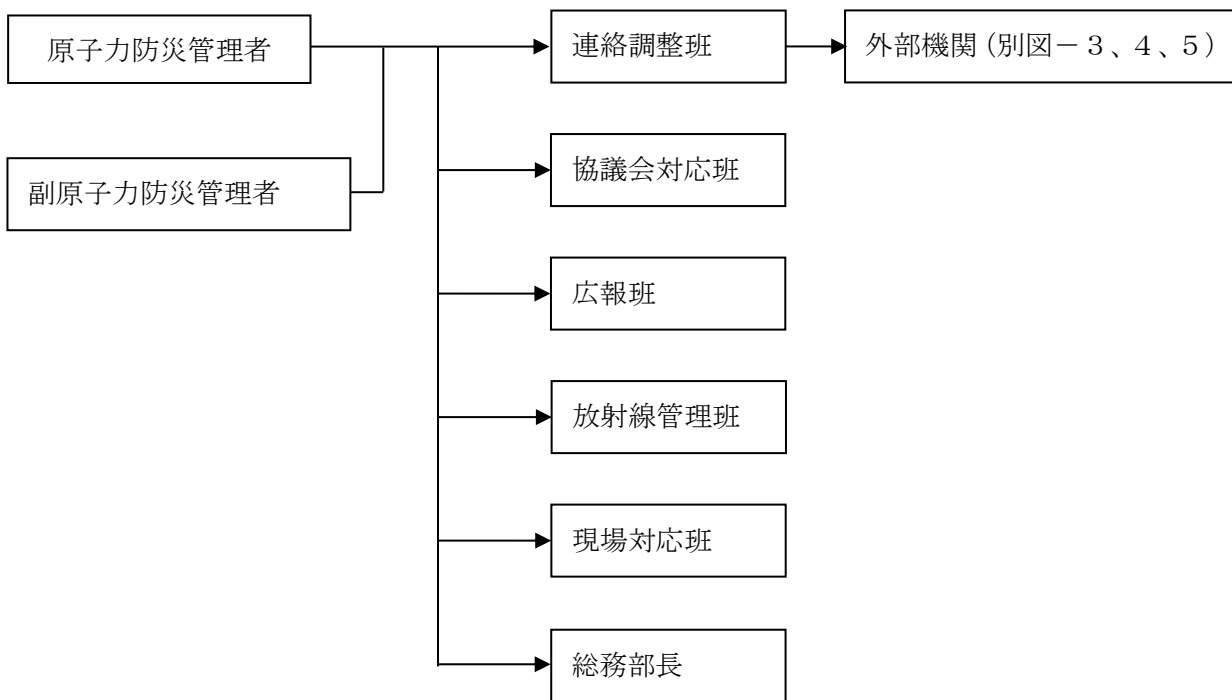 原子力防災管理者
連絡調整班
外部機関（別図－３、４、５）
協議会対応班
副原子力防災管理者
広報班
放射線管理班
現場対応班
総務部長